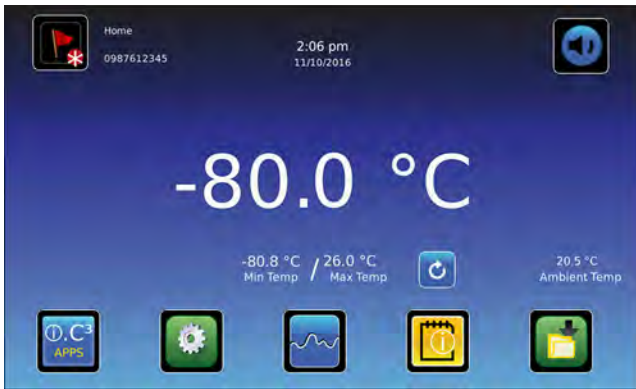 Home
0987612345
2:06 pm
11/10/2016
-80.0 °C
-80.8 °C / 26.0 °C
Min Temp Max Temp
20.5 °C
Ambient Temp
i.C³
APPS
i